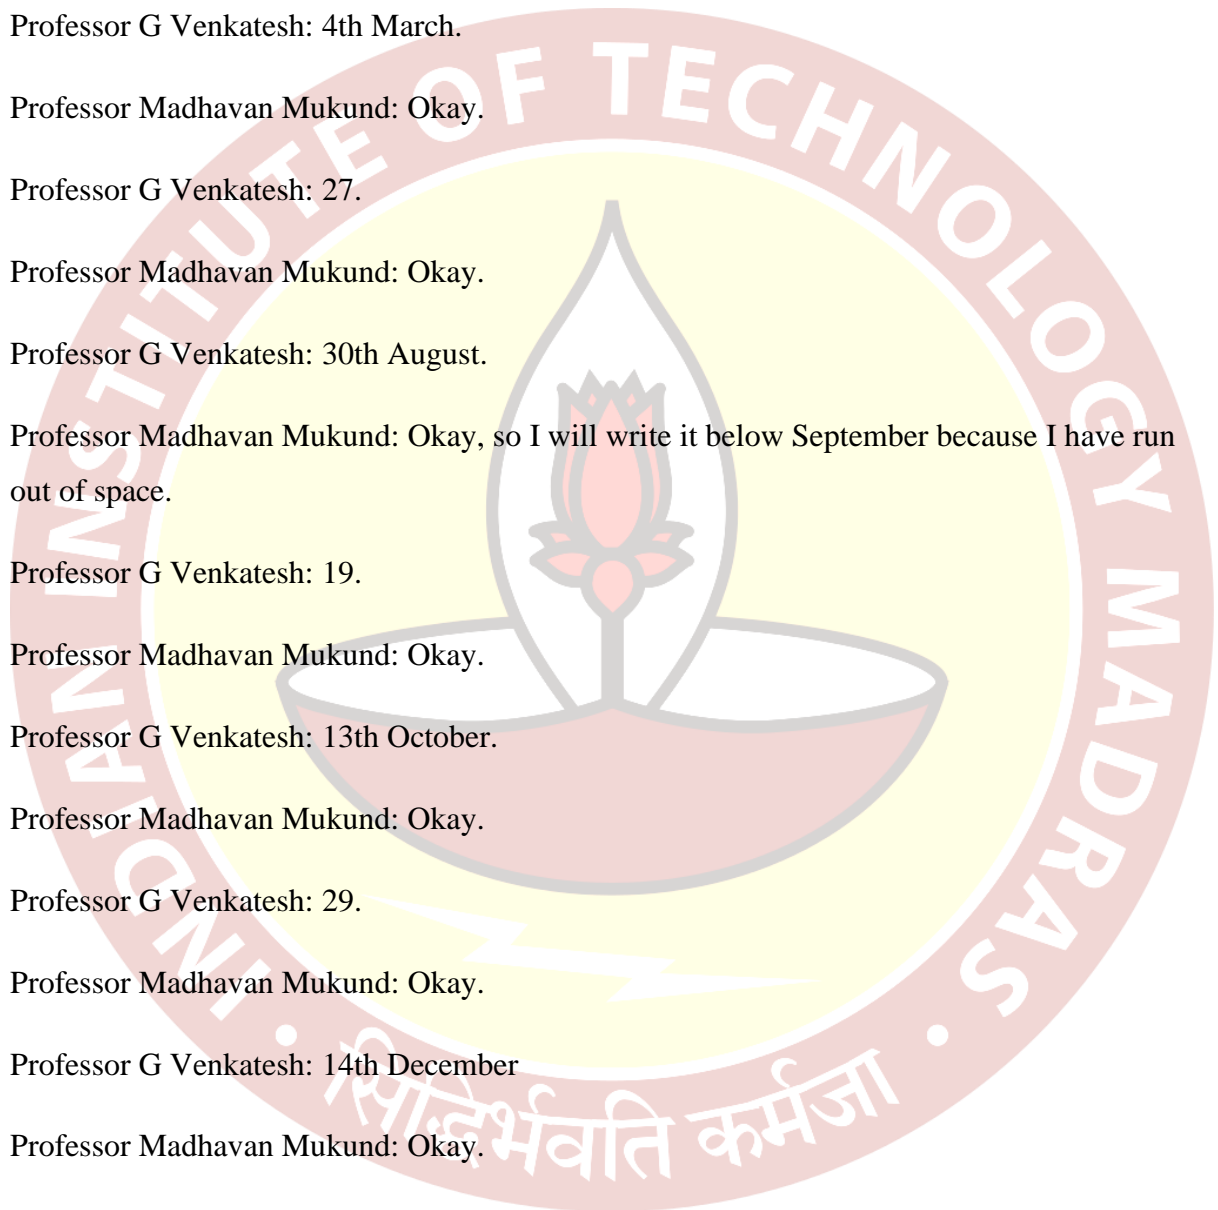 Professor G Venkatesh: 4th March.
Professor Madhavan Mukund: Okay.
Professor G Venkatesh: 27.
Professor Madhavan Mukund: Okay.
Professor G Venkatesh: 30th August.
Professor Madhavan Mukund: Okay, so I will write it below September because I have run
out of space.
Professor G Venkatesh: 19.
Professor Madhavan Mukund: Okay.
Professor G Venkatesh: 13th October.
Professor Madhavan Mukund: Okay.
Professor G Venkatesh: 29.
Professor Madhavan Mukund: Okay.
Professor G Venkatesh: 14th December
Professor Madhavan Mukund: Okay.
INDIAN INSTITUTE OF TECHNOLOGY MADRAS
सिद्धिर्भवति कर्मजा